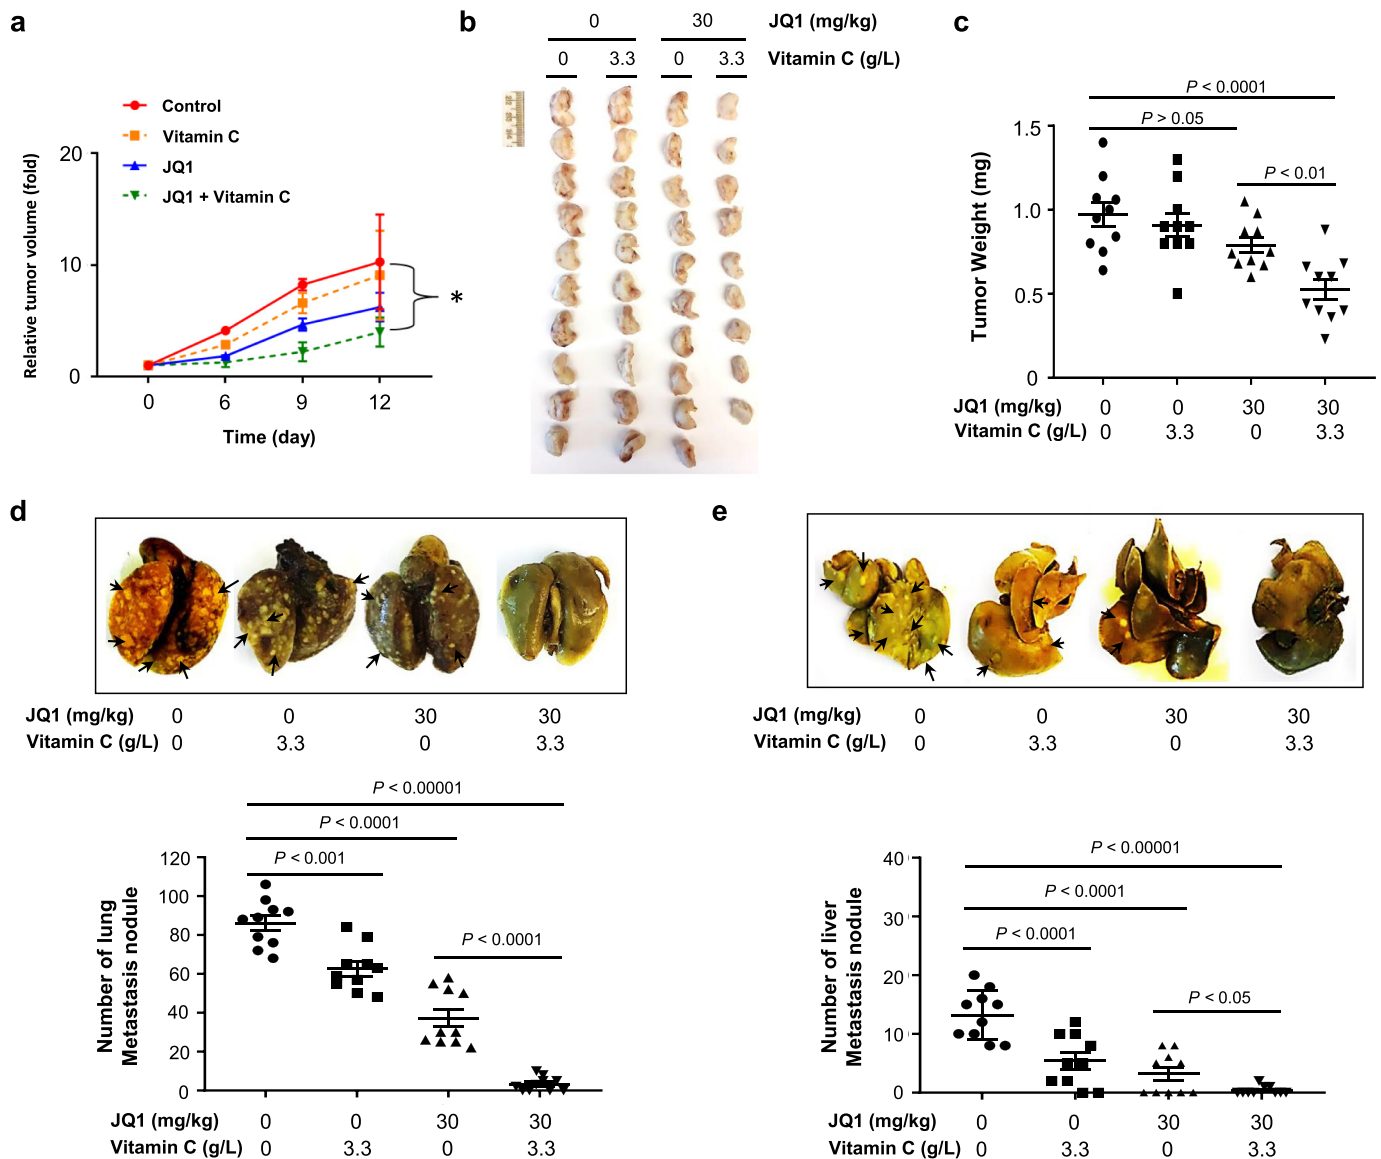 a
Control
Vitamin C
JQ1
JQ1 + Vitamin C
Relative tumor volume (fold)
20
10
0
0 6 9 12
Time (day)
*
b
0 30 JQ1 (mg/kg)
0 3.3 0 3.3 Vitamin C (g/L)
c
P < 0.0001
P > 0.05
P < 0.01
Tumor Weight (mg)
1.5
1.0
0.5
0
JQ1 (mg/kg) 0 0 30 30
Vitamin C (g/L) 0 3.3 0 3.3
d
JQ1 (mg/kg) 0 0 30 30
Vitamin C (g/L) 0 3.3 0 3.3
P < 0.00001
P < 0.0001
P < 0.001
P < 0.0001
Number of lung
Metastasis nodule
120
100
80
60
40
20
0
JQ1 (mg/kg) 0 0 30 30
Vitamin C (g/L) 0 3.3 0 3.3
e
JQ1 (mg/kg) 0 0 30 30
Vitamin C (g/L) 0 3.3 0 3.3
P < 0.00001
P < 0.0001
P < 0.0001
P < 0.05
Number of liver
Metastasis nodule
40
30
20
10
0
JQ1 (mg/kg) 0 0 30 30
Vitamin C (g/L) 0 3.3 0 3.3